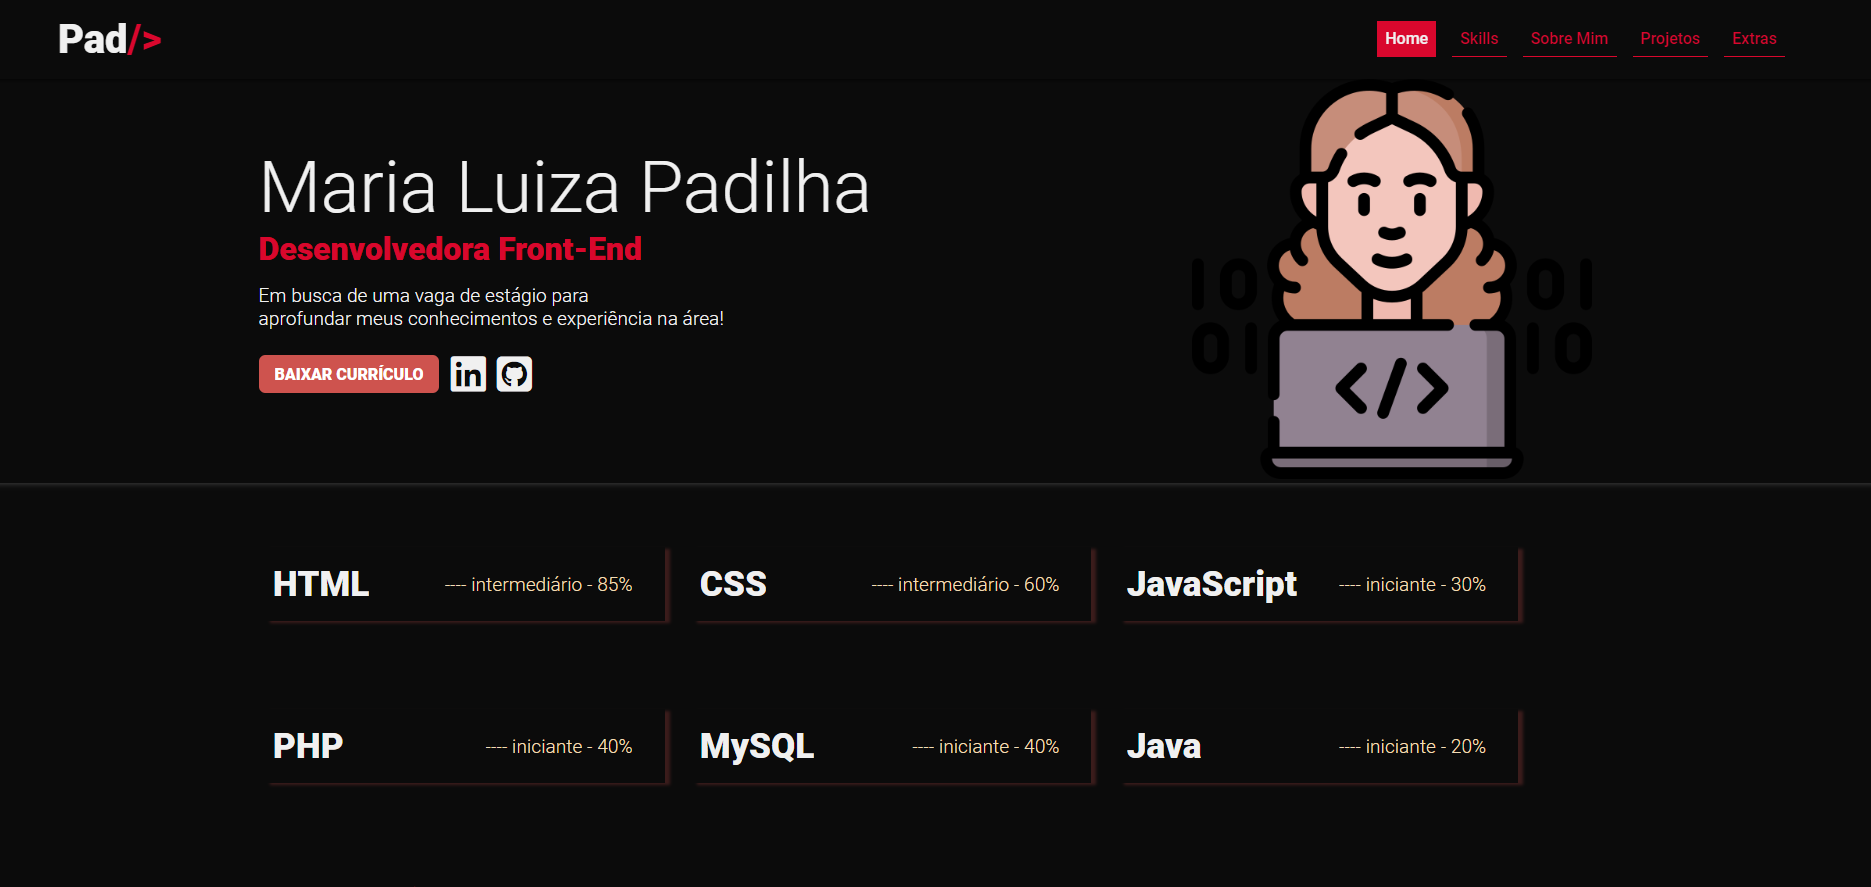 Pad/>
Home Skills Sobre Mim Projetos Extras
Maria Luiza Padilha
Desenvolvedora Front-End
Em busca de uma vaga de estágio para
aprofundar meus conhecimentos e experiência na área!
BAIXAR CURRÍCULO in
10 01
01 10
</>
HTML ---- intermediário - 85%
CSS ---- intermediário - 60%
JavaScript ---- iniciante - 30%
PHP ---- iniciante - 40%
MySQL ---- iniciante - 40%
Java ---- iniciante - 20%